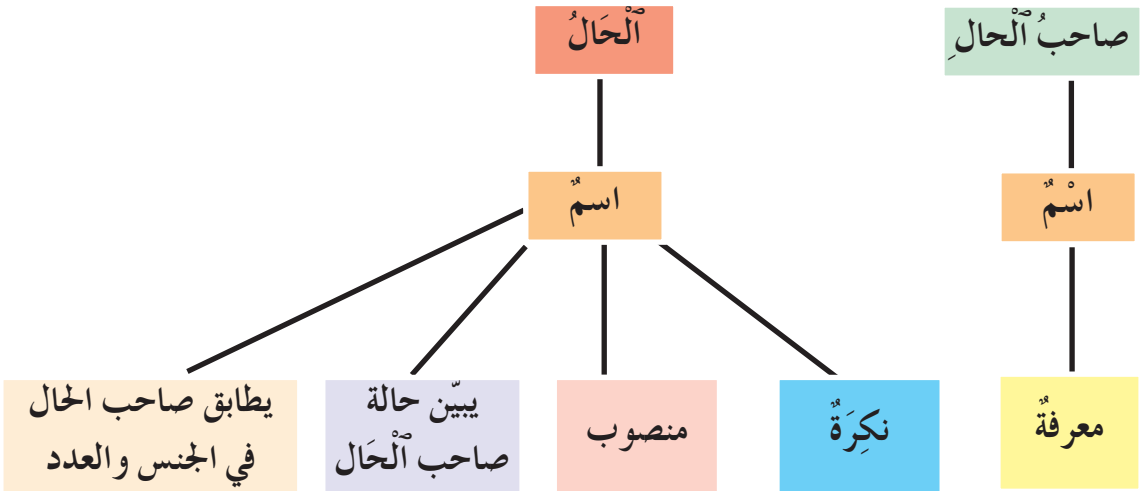 صاحبُ ٱلْحالِ
ٱلْحَالُ
اسْمٌ
اسمٌ
معرفةٌ
نكِرَةٌ
منصوب
يبيّن حالة
صاحب ٱلْحَال
يطابق صاحب الحال
في الجنس والعدد